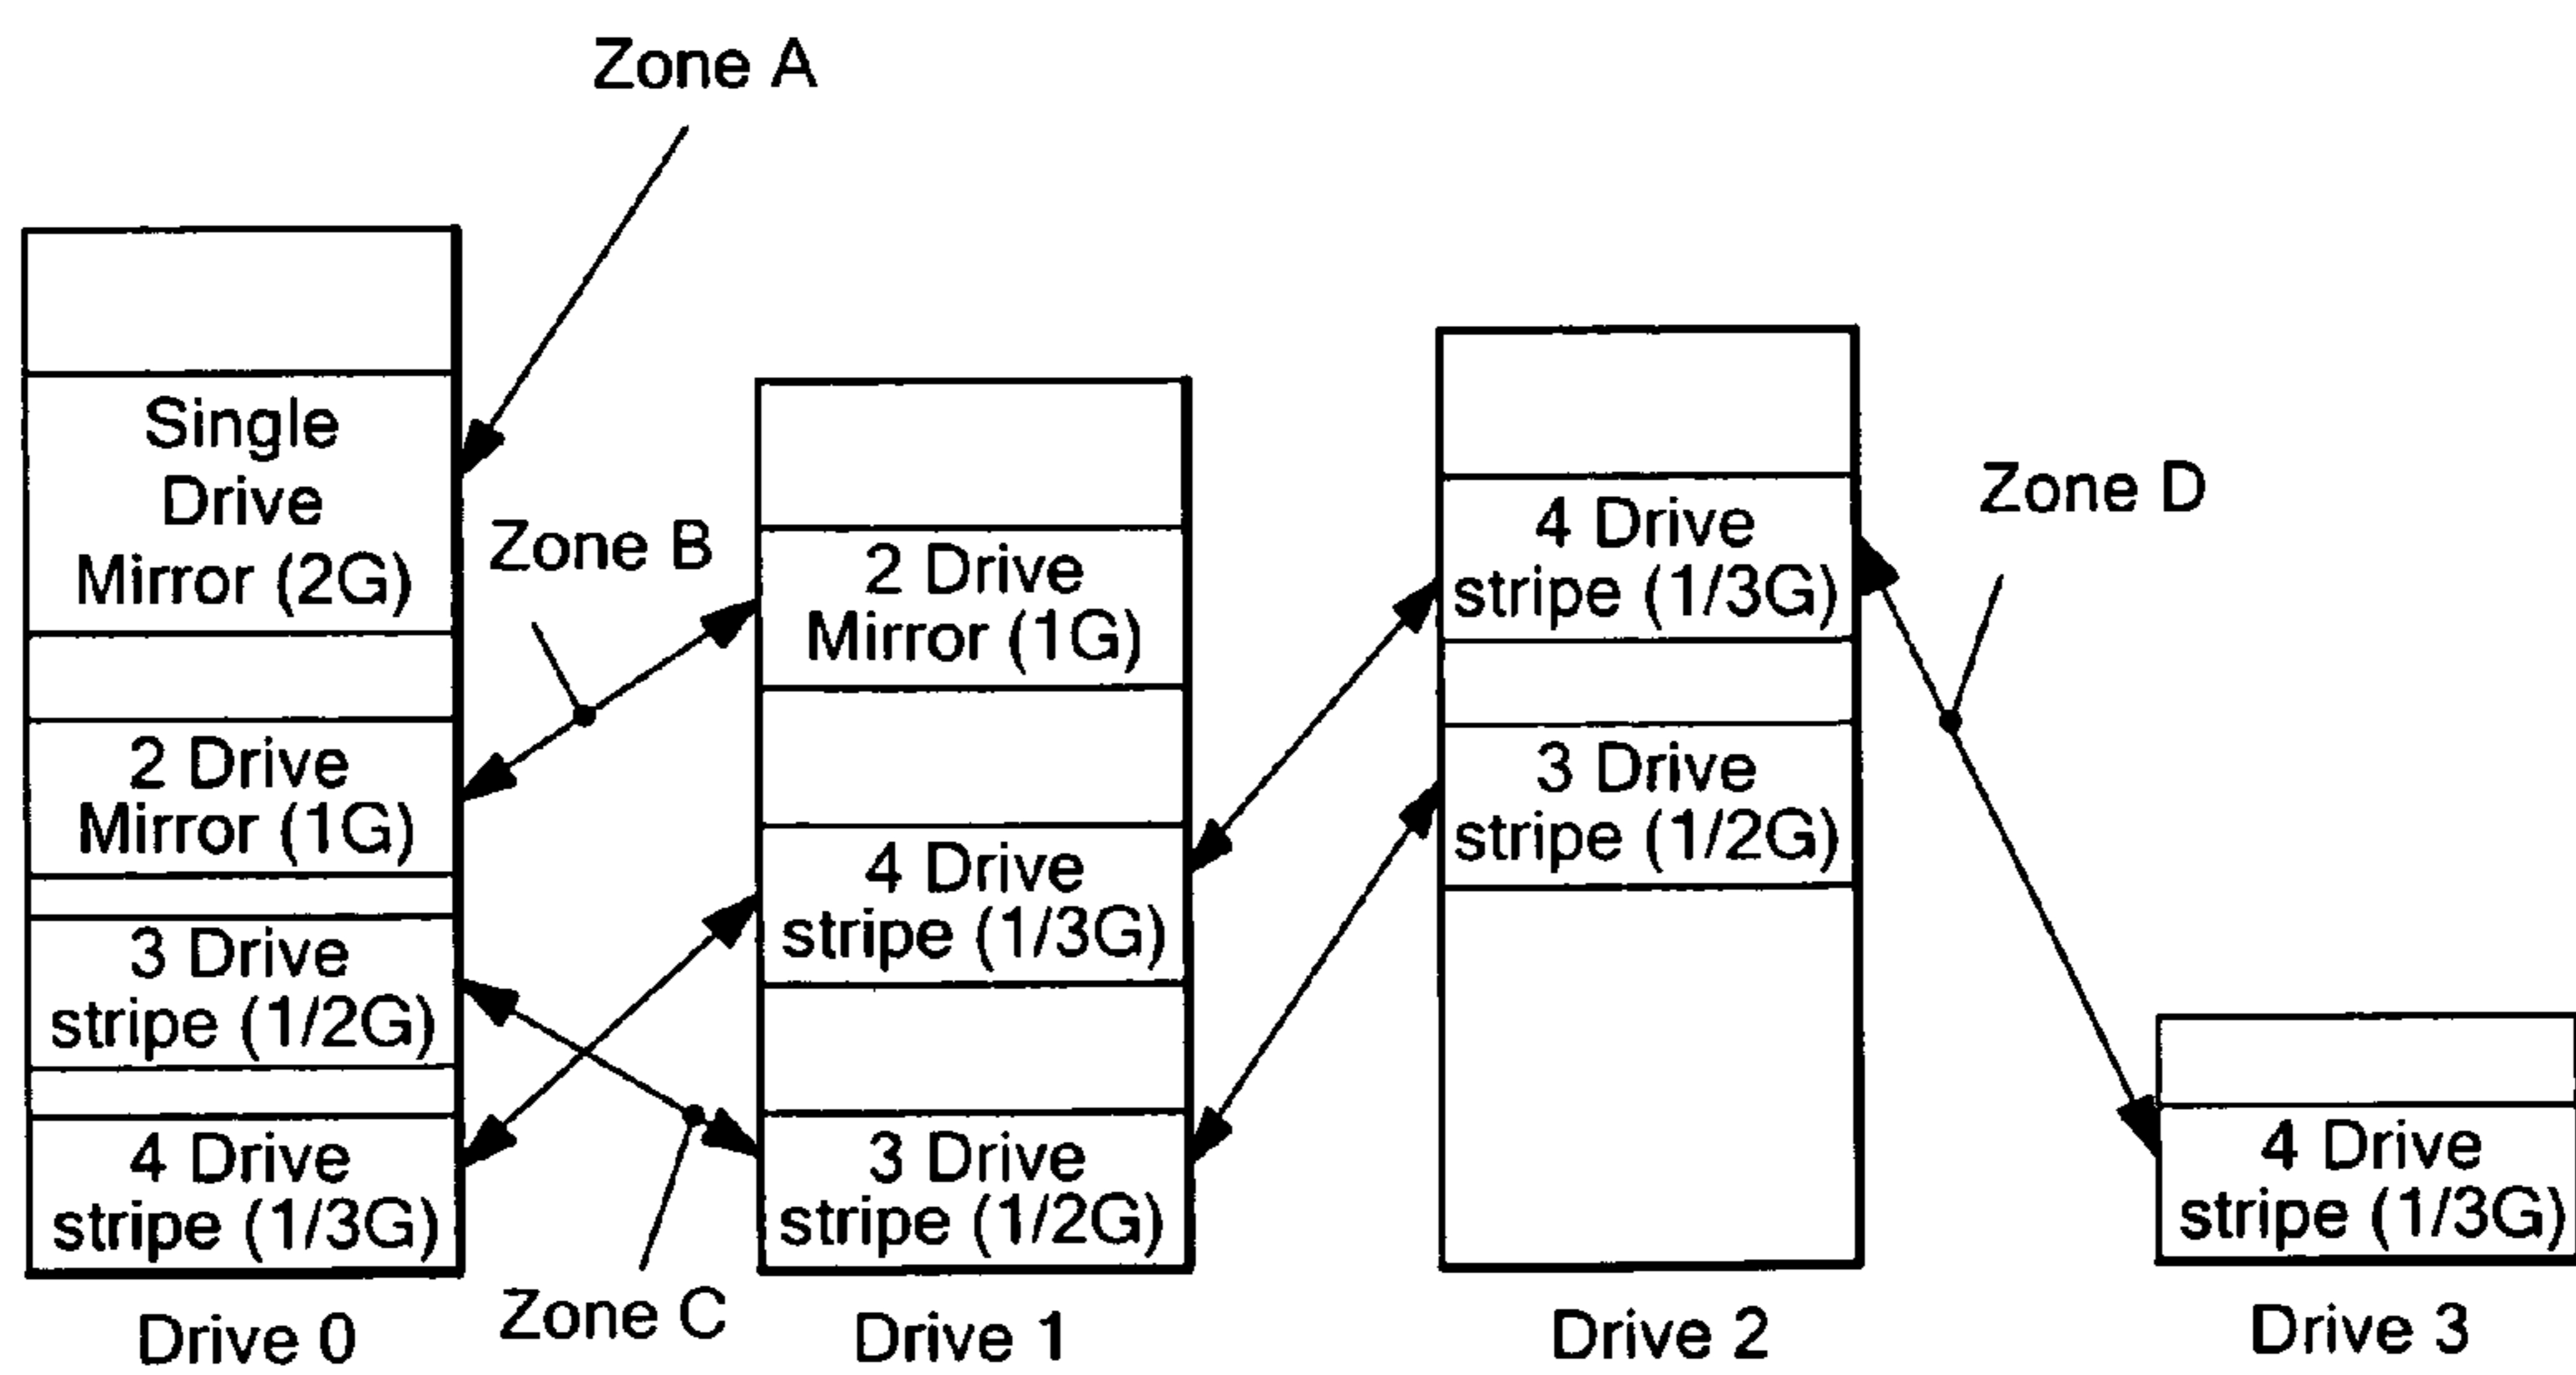 Zone A
Single
Drive
Mirror (2G)
2 Drive
Mirror (1G)
3 Drive
stripe (1/2G)
4 Drive
stripe (1/3G)
Drive 0
Zone B
Zone C
2 Drive
Mirror (1G)
4 Drive
stripe (1/3G)
3 Drive
stripe (1/2G)
Drive 1
4 Drive
stripe (1/3G)
3 Drive
stripe (1/2G)
Drive 2
Zone D
4 Drive
stripe (1/3G)
Drive 3